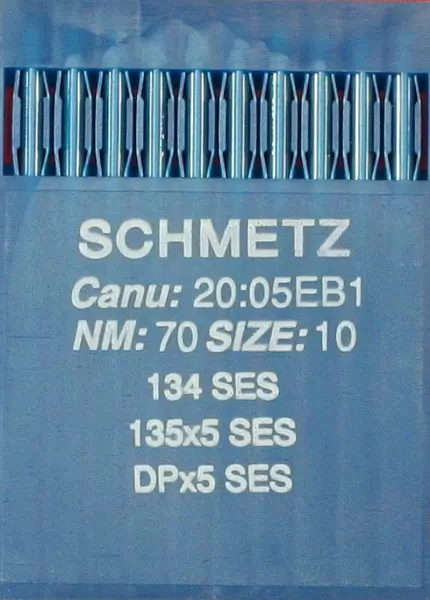 SCHMETZ
Canu: 20:05EB1
NM: 70 SIZE: 10
134 SES
135x5 SES
DPx5 SES